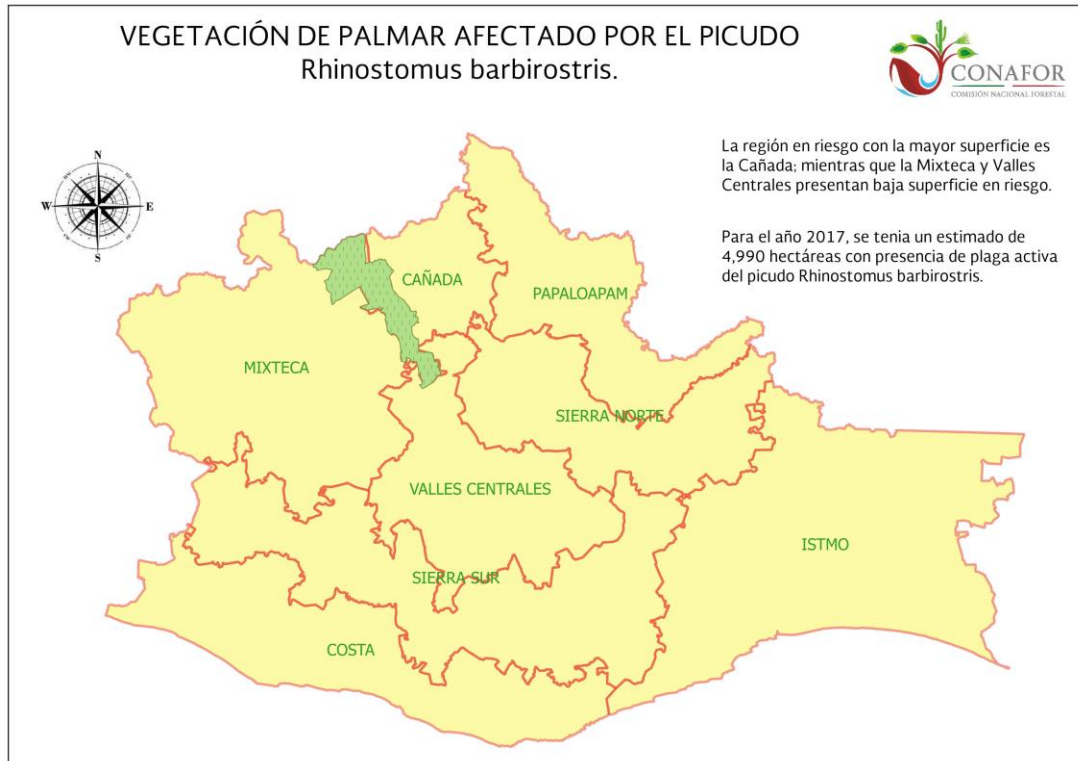 VEGETACIÓN DE PALMAR AFECTADO POR EL PICUDO
Rhinostomus barbirostris.
CONAFOR
COMISIÓN NACIONAL FORESTAL
La región en riesgo con la mayor superficie es
la Cañada; mientras que la Mixteca y Valles
Centrales presentan baja superficie en riesgo.
Para el año 2017, se tenia un estimado de
4,990 hectáreas con presencia de plaga activa
del picudo Rhinostomus barbirostris.
N
W
E
S
CAÑADA
PAPALOAPAM
MIXTECA
SIERRA NORTE
VALLES CENTRALES
ISTMO
SIERRA SUR
COSTA